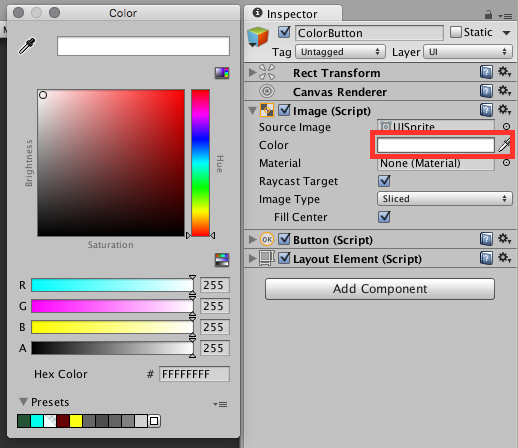 Color
Brightness
Hue
Saturation
R 255
G 255
B 255
A 255
Hex Color # FFFFFFFF
Presets
Inspector
ColorButton Static
Tag Untagged Layer UI
Rect Transform
Canvas Renderer
Image (Script)
Source Image UISprite
Color
Material None (Material)
Raycast Target
Image Type Sliced
Fill Center
OK Button (Script)
Layout Element (Script)
Add Component